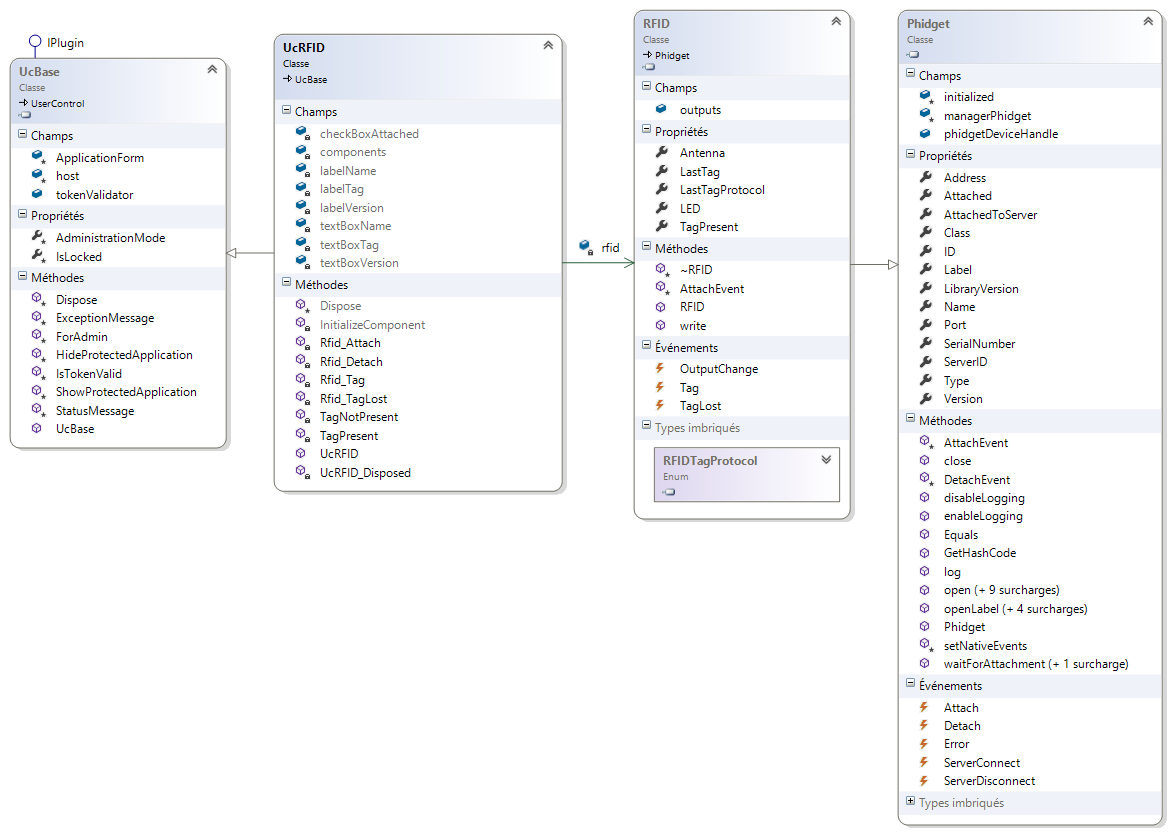 IPlugin
UcBase
Classe
UserControl
Champs
ApplicationForm
host
tokenValidator
Propriétés
AdministrationMode
IsLocked
Méthodes
Dispose
ExceptionMessage
ForAdmin
HideProtectedApplication
IsTokenValid
ShowProtectedApplication
StatusMessage
UcBase
UcRFID
Classe
UcBase
Champs
checkBoxAttached
components
labelName
labelTag
labelVersion
textBoxName
textBoxTag
textBoxVersion
Méthodes
Dispose
InitializeComponent
Rfid_Attach
Rfid_Detach
Rfid_Tag
Rfid_TagLost
TagNotPresent
TagPresent
UcRFID
UcRFID_Disposed
rfid
RFID
Classe
Phidget
Champs
outputs
Propriétés
Antenna
LastTag
LastTagProtocol
LED
TagPresent
Méthodes
~RFID
AttachEvent
RFID
write
Événements
OutputChange
Tag
TagLost
Types imbriqués
RFIDTagProtocol
Enum
Phidget
Classe
Champs
initialized
managerPhidget
phidgetDeviceHandle
Propriétés
Address
Attached
AttachedToServer
Class
ID
Label
LibraryVersion
Name
Port
SerialNumber
ServerID
Type
Version
Méthodes
AttachEvent
close
DetachEvent
disableLogging
enableLogging
Equals
GetHashCode
log
open (+ 9 surcharges)
openLabel (+ 4 surcharges)
Phidget
setNativeEvents
waitForAttachment (+ 1 surcharge)
Événements
Attach
Detach
Error
ServerConnect
ServerDisconnect
Types imbriqués